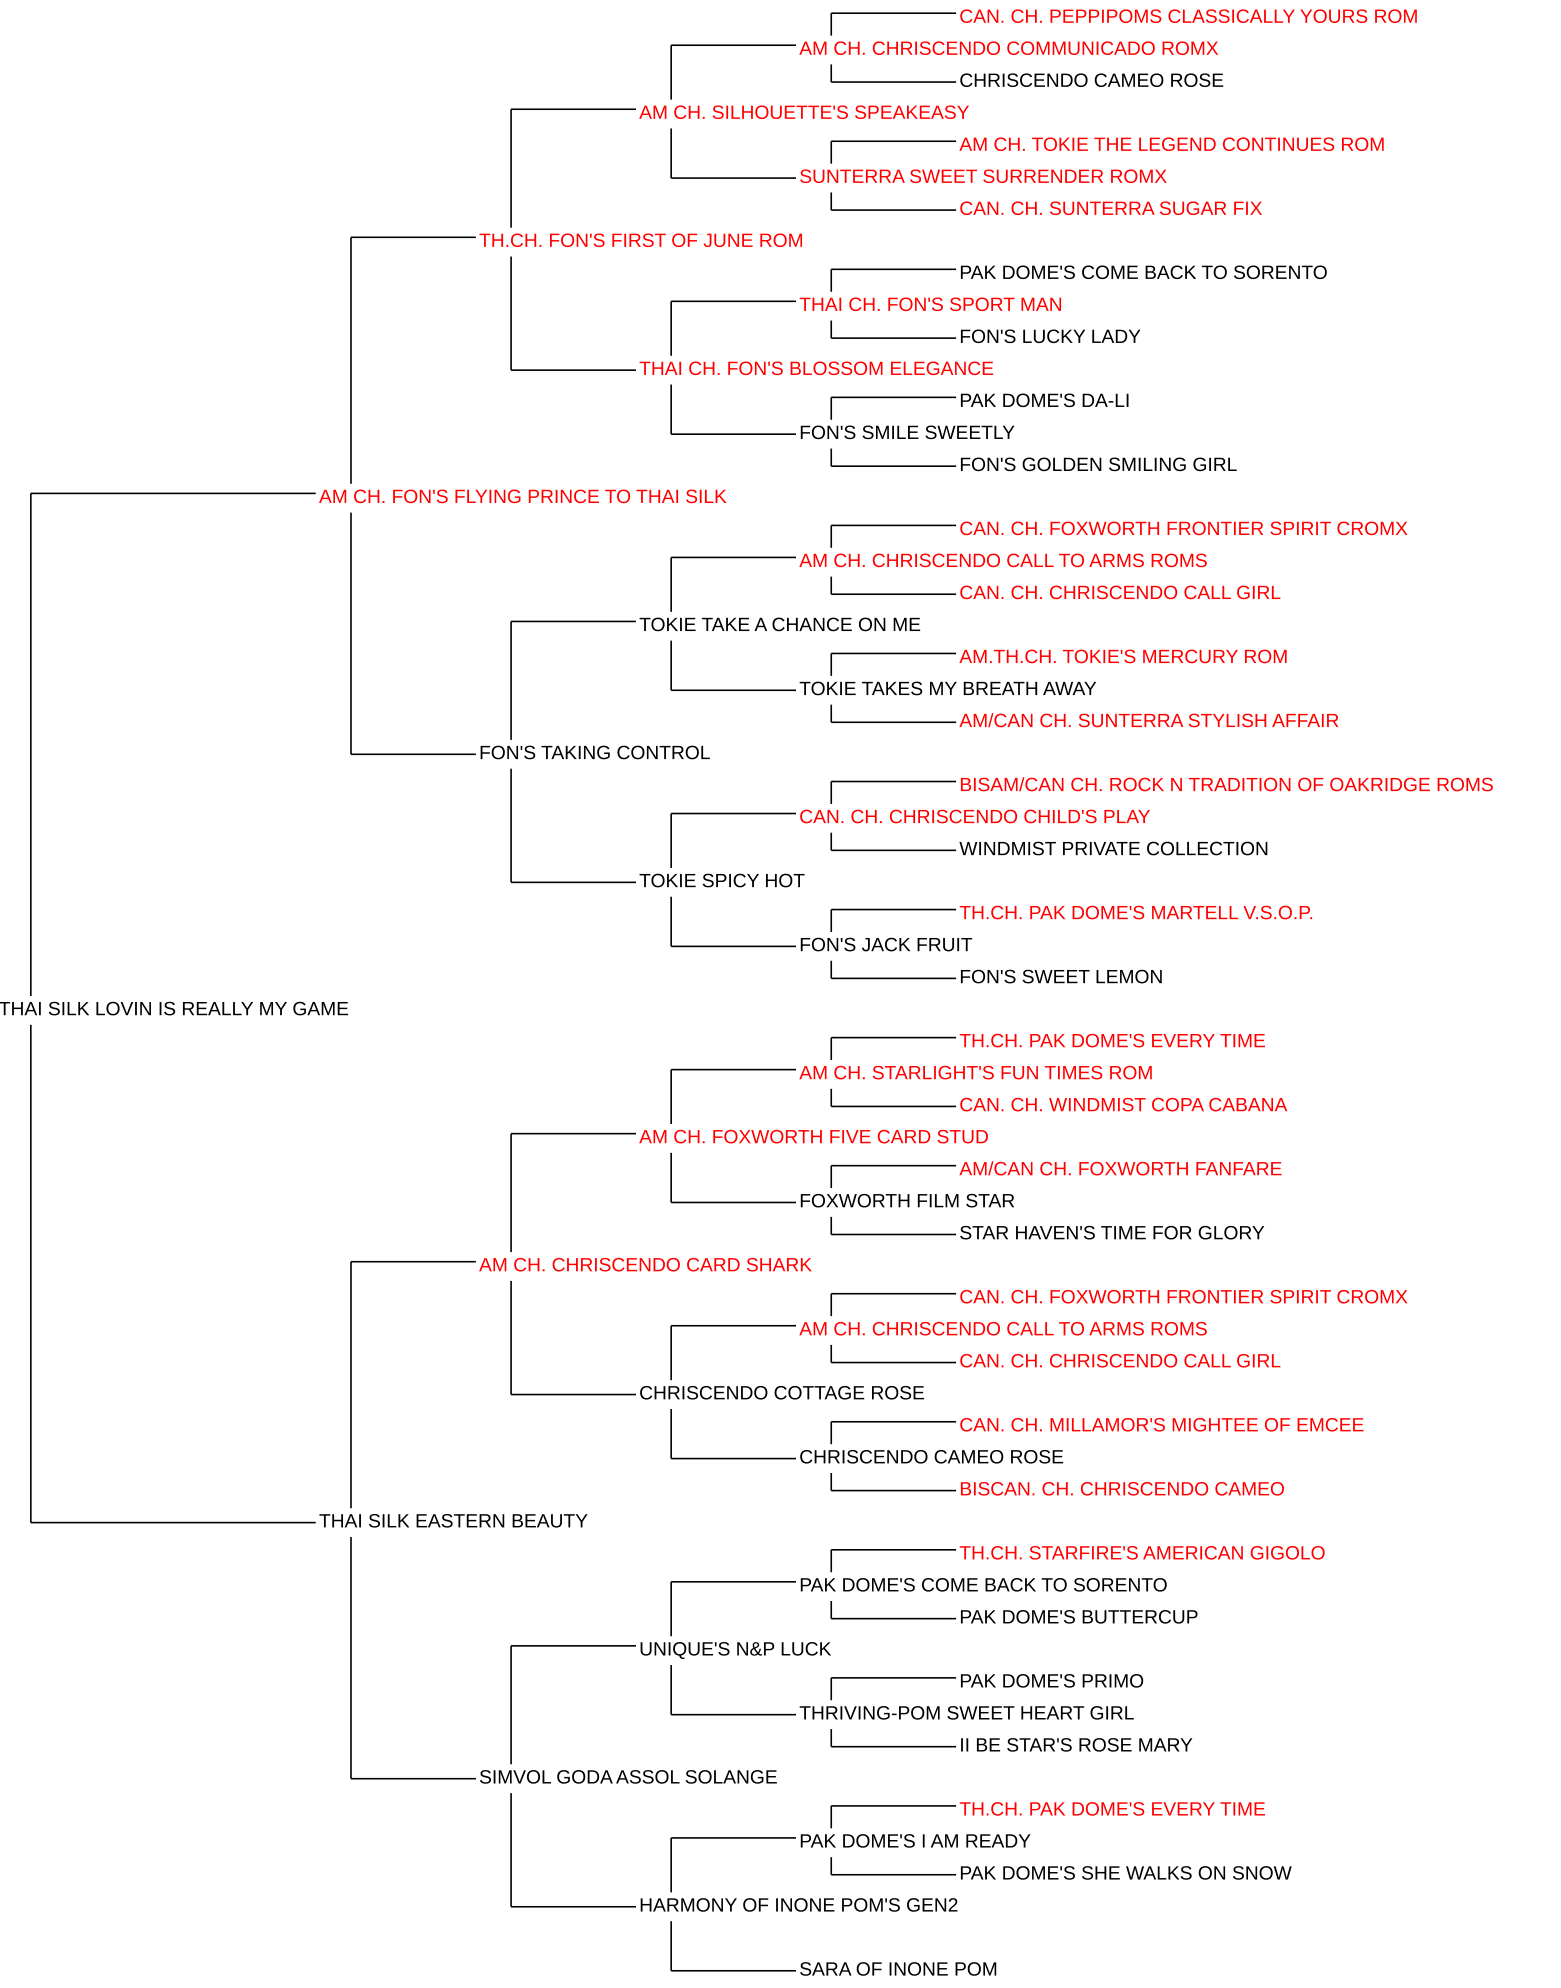 CAN. CH. PEPPIPOMS CLASSICALLY YOURS ROM
AM CH. CHRISCENDO COMMUNICADO ROMX
CHRISCENDO CAMEO ROSE
AM CH. SILHOUETTE'S SPEAKEASY
AM CH. TOKIE THE LEGEND CONTINUES ROM
SUNTERRA SWEET SURRENDER ROMX
CAN. CH. SUNTERRA SUGAR FIX
TH.CH. FON'S FIRST OF JUNE ROM
PAK DOME'S COME BACK TO SORENTO
THAI CH. FON'S SPORT MAN
FON'S LUCKY LADY
THAI CH. FON'S BLOSSOM ELEGANCE
PAK DOME'S DA-LI
FON'S SMILE SWEETLY
FON'S GOLDEN SMILING GIRL
AM CH. FON'S FLYING PRINCE TO THAI SILK
CAN. CH. FOXWORTH FRONTIER SPIRIT CROMX
AM CH. CHRISCENDO CALL TO ARMS ROMS
CAN. CH. CHRISCENDO CALL GIRL
TOKIE TAKE A CHANCE ON ME
AM.TH.CH. TOKIE'S MERCURY ROM
TOKIE TAKES MY BREATH AWAY
AM/CAN CH. SUNTERRA STYLISH AFFAIR
FON'S TAKING CONTROL
BISAM/CAN CH. ROCK N TRADITION OF OAKRIDGE ROMS
CAN. CH. CHRISCENDO CHILD'S PLAY
WINDMIST PRIVATE COLLECTION
TOKIE SPICY HOT
TH.CH. PAK DOME'S MARTELL V.S.O.P.
FON'S JACK FRUIT
FON'S SWEET LEMON
THAI SILK LOVIN IS REALLY MY GAME
TH.CH. PAK DOME'S EVERY TIME
AM CH. STARLIGHT'S FUN TIMES ROM
CAN. CH. WINDMIST COPA CABANA
AM CH. FOXWORTH FIVE CARD STUD
AM/CAN CH. FOXWORTH FANFARE
FOXWORTH FILM STAR
STAR HAVEN'S TIME FOR GLORY
AM CH. CHRISCENDO CARD SHARK
CAN. CH. FOXWORTH FRONTIER SPIRIT CROMX
AM CH. CHRISCENDO CALL TO ARMS ROMS
CAN. CH. CHRISCENDO CALL GIRL
CHRISCENDO COTTAGE ROSE
CAN. CH. MILLAMOR'S MIGHTEE OF EMCEE
CHRISCENDO CAMEO ROSE
BISCAN. CH. CHRISCENDO CAMEO
THAI SILK EASTERN BEAUTY
TH.CH. STARFIRE'S AMERICAN GIGOLO
PAK DOME'S COME BACK TO SORENTO
PAK DOME'S BUTTERCUP
UNIQUE'S N&P LUCK
PAK DOME'S PRIMO
THRIVING-POM SWEET HEART GIRL
II BE STAR'S ROSE MARY
SIMVOL GODA ASSOL SOLANGE
TH.CH. PAK DOME'S EVERY TIME
PAK DOME'S I AM READY
PAK DOME'S SHE WALKS ON SNOW
HARMONY OF INONE POM'S GEN2
SARA OF INONE POM